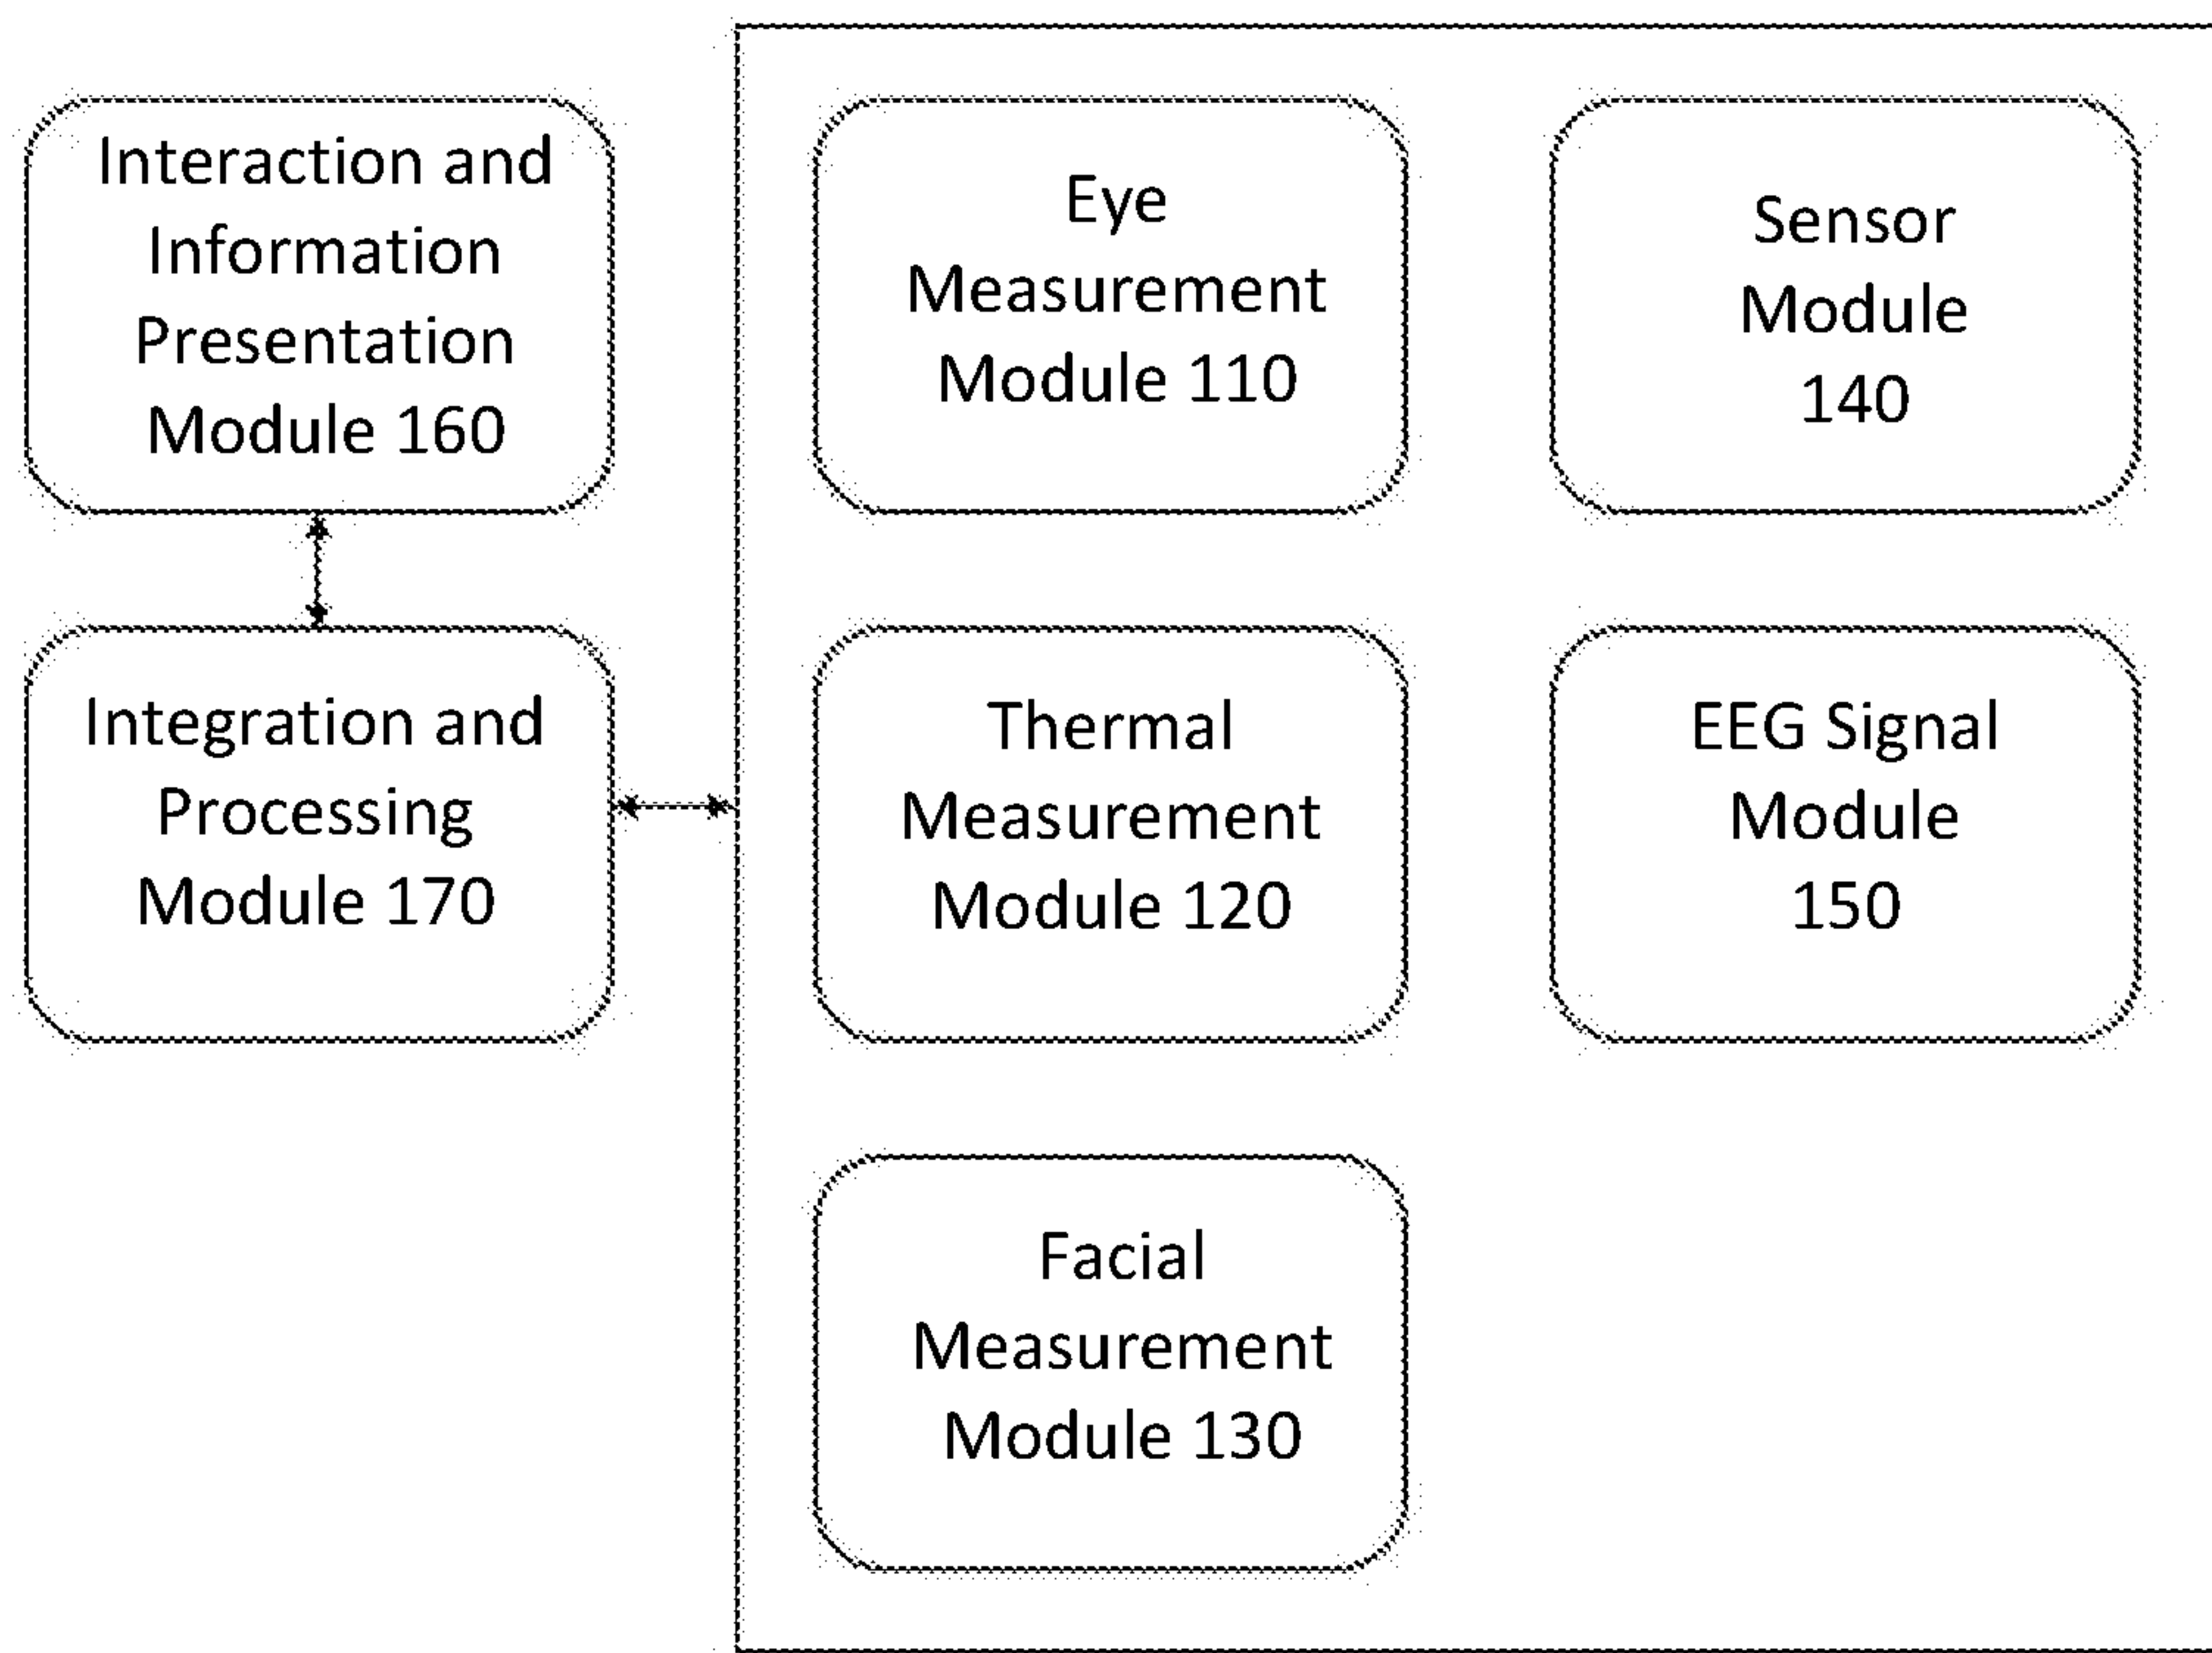 Interaction and
Information
Presentation
Module 160
Integration and
Processing
Module 170
Eye
Measurement
Module 110
Thermal
Measurement
Module 120
Facial
Measurement
Module 130
Sensor
Module
140
EEG Signal
Module
150